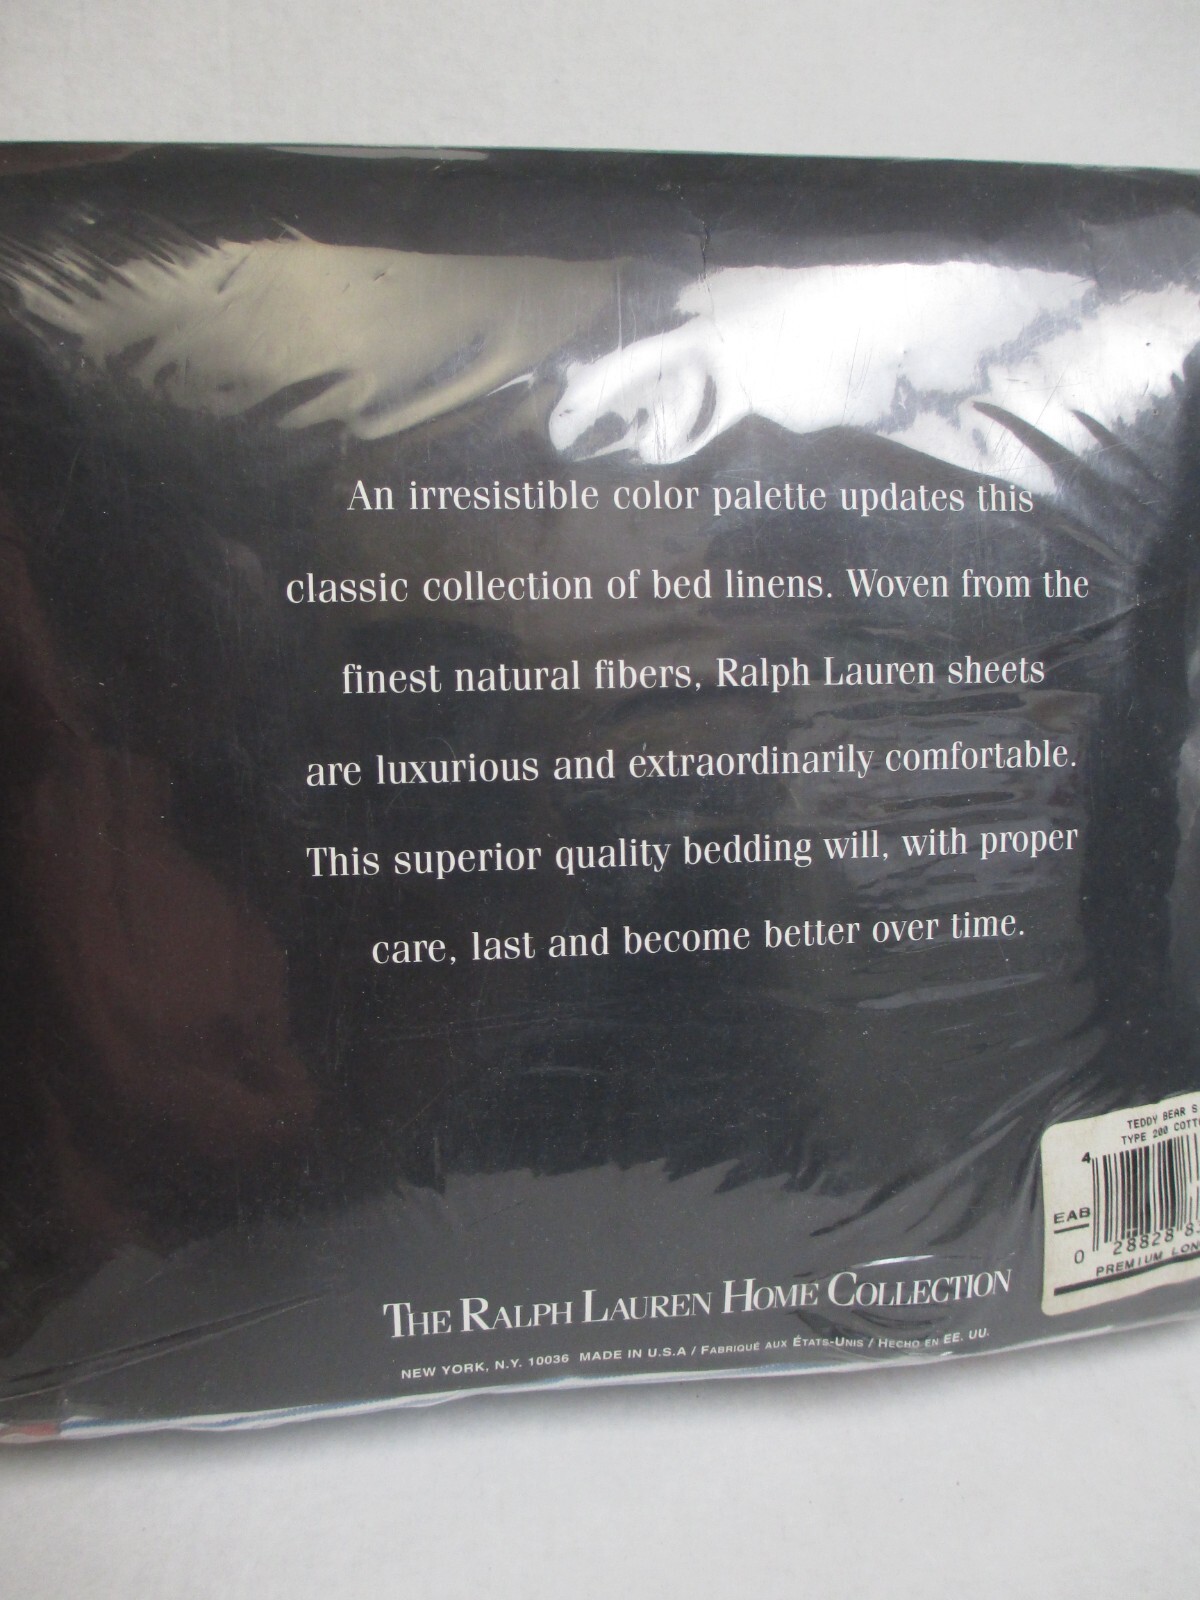 An irresistible color palette updates this
classic collection of bed linens. Woven from the
finest natural fibers, Ralph Lauren sheets
are luxurious and extraordinarily comfortable.
This superior quality bedding will, with proper
care, last and become better over time.
TEDDY BEAR S
TYPE 200
4
EAB
0 28828
PREMIUM
THE RALPH LAUREN HOME COLLECTION
NEW YORK, N.Y. 10036 MADE IN U.S.A / FABRIQUÉ AUX ÉTATS-UNIS / HECHO EN EE. UU.